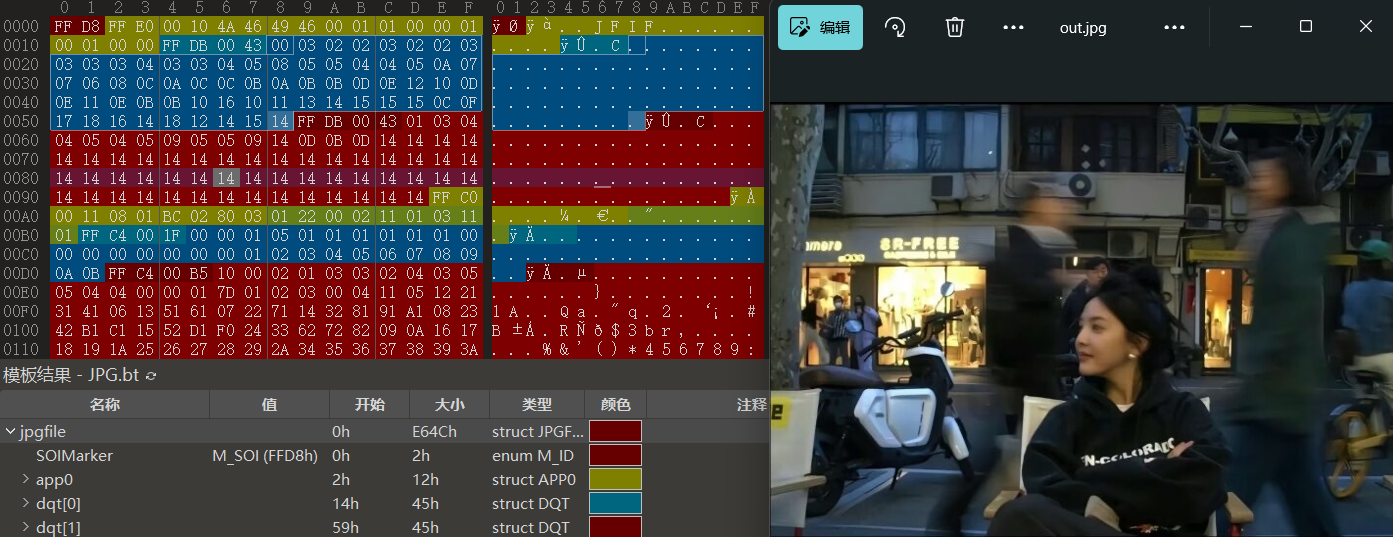 0 1 2 3 4 5 6 7 8 9 A B C D E F 0 1 2 3 4 5 6 7 8 9 A B C D E F
0000 FF D8 FF E0 00 10 4A 46 49 46 00 01 01 00 00 01 ÿØÿà..JFIF......
0010 00 01 00 00 FF DB 00 43 00 03 02 02 03 02 02 03 ....ÿÛ.C........
0020 03 03 03 04 03 03 04 05 08 05 05 04 04 05 0A 07 ................
0030 07 06 08 0C 0A 0C 0C 0B 0A 0B 0B 0D 0E 12 10 0D ................
0040 0E 11 0E 0B 0B 10 16 10 11 13 14 15 15 15 0C 0F ................
0050 17 18 16 14 18 12 14 15 14 FF DB 00 43 01 03 04 .........ÿÛ.C...
0060 04 05 04 05 09 05 05 09 14 0D 0B 0D 14 14 14 14 ................
0070 14 14 14 14 14 14 14 14 14 14 14 14 14 14 14 14 ................
0080 14 14 14 14 14 14 14 14 14 14 14 14 14 14 14 14 ................
0090 14 14 14 14 14 14 14 14 14 14 14 14 14 14 FF C0 ..............ÿÀ
00A0 00 11 08 01 BC 02 80 03 01 22 00 02 11 01 03 11 ....¼.€..".......
00B0 01 FF C4 00 1F 00 00 01 05 01 01 01 01 01 01 00 .ÿÄ.............
00C0 00 00 00 00 00 00 00 01 02 03 04 05 06 07 08 09 ................
00D0 0A 0B FF C4 00 B5 10 00 02 01 03 03 02 04 03 05 ..ÿÄ.µ..........
00E0 05 04 04 00 00 01 7D 01 02 03 00 04 11 05 12 21 ......}........!
00F0 31 41 06 13 51 61 07 22 71 14 32 81 91 A1 08 23 1A..Qa."q.2.‘¡.#
0100 42 B1 C1 15 52 D1 F0 24 33 62 72 82 09 0A 16 17 B±Á.RÑð$3br‚....
0110 18 19 1A 25 26 27 28 29 2A 34 35 36 37 38 39 3A ...%&'()*456789:
模板结果 - JPG.bt
名称 值 开始 大小 类型 颜色 注释
jpgfile 0h E64Ch struct JPGF...
SOIMarker M_SOI (FFD8h) 0h 2h enum M_ID
app0 2h 12h struct APP0
dqt[0] 14h 45h struct DQT
dqt[1] 59h 45h struct DQT
编辑 out.jpg
SR-FREE
EN-COLORADO